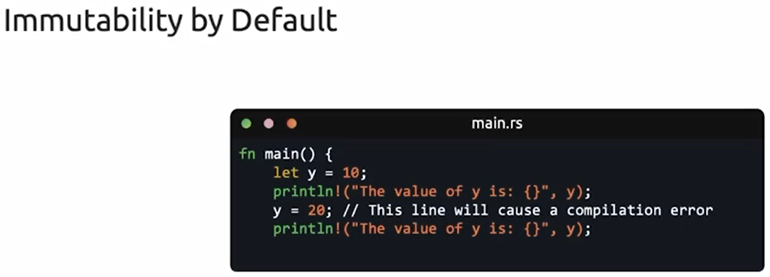 Immutability by Default
main.rs
fn main() {
    let y = 10;
    println!("The value of y is: {}", y);
    y = 20; // This line will cause a compilation error
    println!("The value of y is: {}", y);